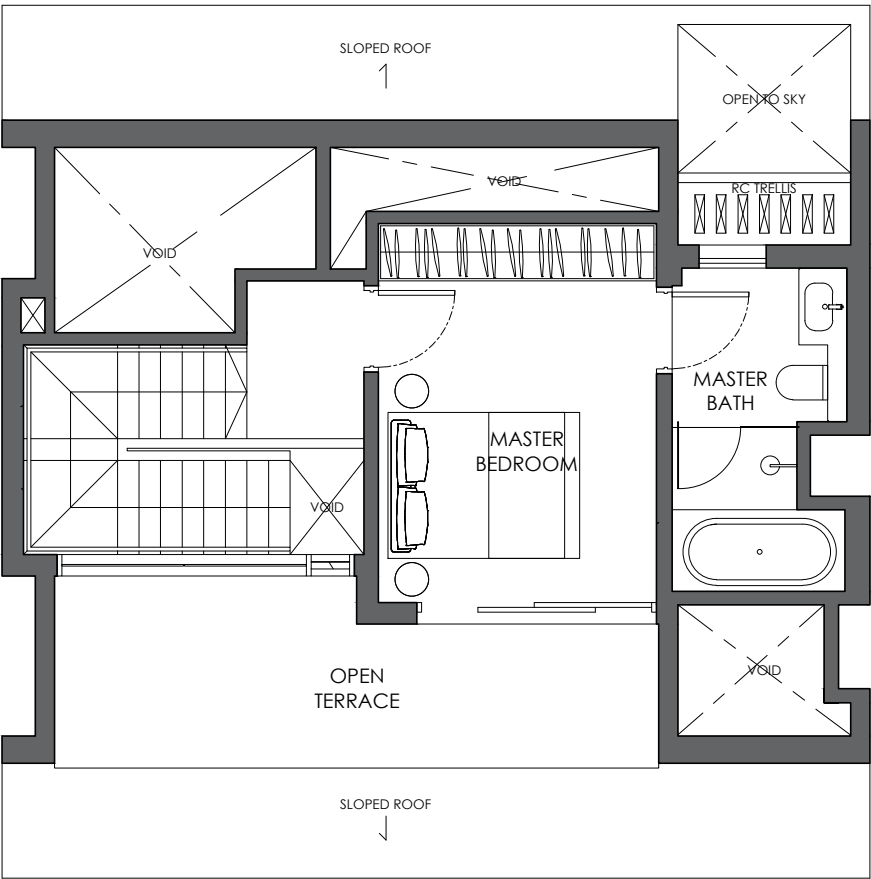 SLOPED ROOF
OPEN TO SKY
VOID
RC TRELLIS
VOID
MASTER
BATH
MASTER
BEDROOM
VOID
VOID
OPEN
TERRACE
SLOPED ROOF